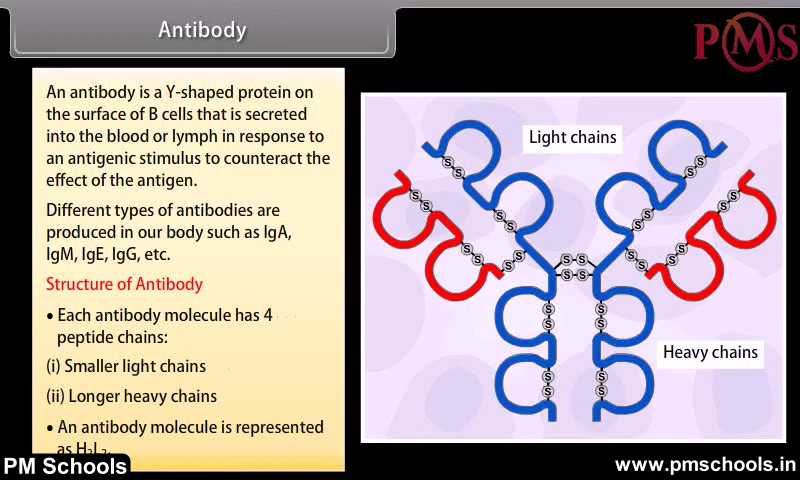 Antibody
PMS
An antibody is a Y-shaped protein on
the surface of B cells that is secreted
into the blood or lymph in response to
an antigenic stimulus to counteract the
effect of the antigen.
Different types of antibodies are
produced in our body such as IgA,
IgM, IgE, IgG, etc.
Structure of Antibody
• Each antibody molecule has 4
peptide chains:
(i) Smaller light chains
(ii) Longer heavy chains
• An antibody molecule is represented
as H₂L₂.
Light chains
S S S S
S S S S
S S S S
S S S S
S S S S
S S
S S
S S
S S
S S
Heavy chains
PM Schools
www.pmschools.in